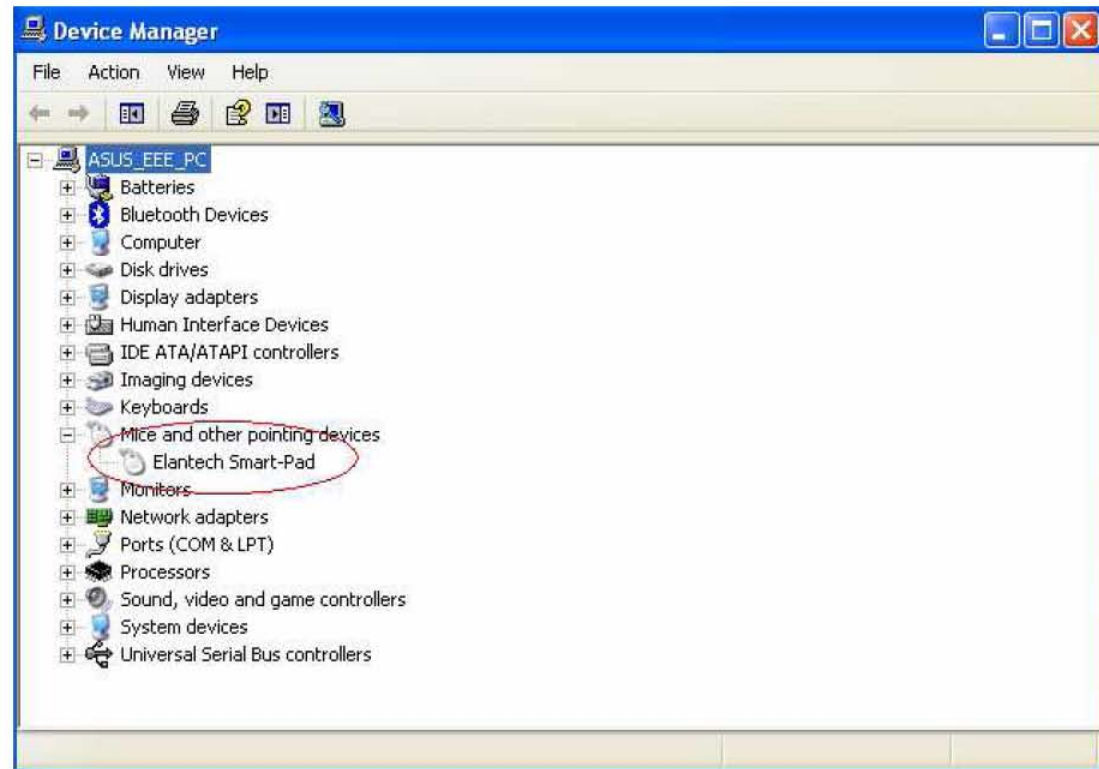 Device Manager
File Action View Help
ASUS_EEE_PC
Batteries
Bluetooth Devices
Computer
Disk drives
Display adapters
Human Interface Devices
IDE ATA/ATAPI controllers
Imaging devices
Keyboards
Mice and other pointing devices
Elantech Smart-Pad
Monitors
Network adapters
Ports (COM & LPT)
Processors
Sound, video and game controllers
System devices
Universal Serial Bus controllers